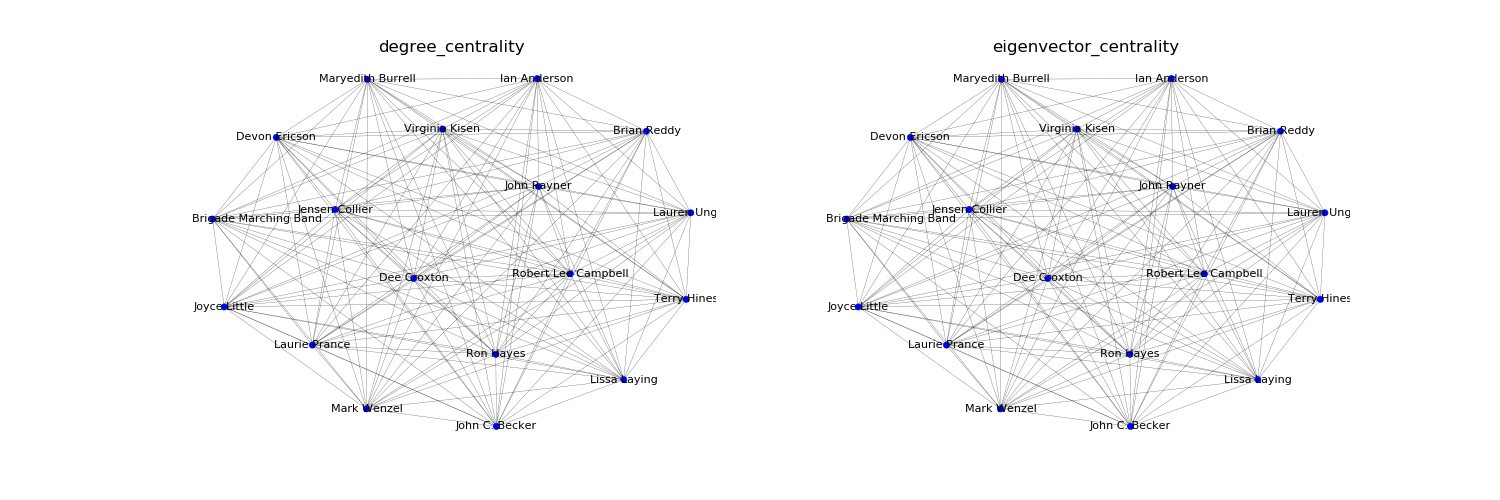 degree_centrality
Maryedith Burrell
Ian Anderson
Virginia Kisen
Brian Reddy
Devon Ericson
John Rayner
Jensen Collier
Lauren Ung
Brigade Marching Band
Dee Croxton
Robert Lee Campbell
Terry Hines
Joyce Little
Laurie Prance
Ron Hayes
Lissa Laying
Mark Wenzel
John C. Becker
eigenvector_centrality
Maryedith Burrell
Ian Anderson
Virginia Kisen
Brian Reddy
Devon Ericson
John Rayner
Jensen Collier
Lauren Ung
Brigade Marching Band
Dee Croxton
Robert Lee Campbell
Terry Hines
Joyce Little
Laurie Prance
Ron Hayes
Lissa Laying
Mark Wenzel
John C. Becker